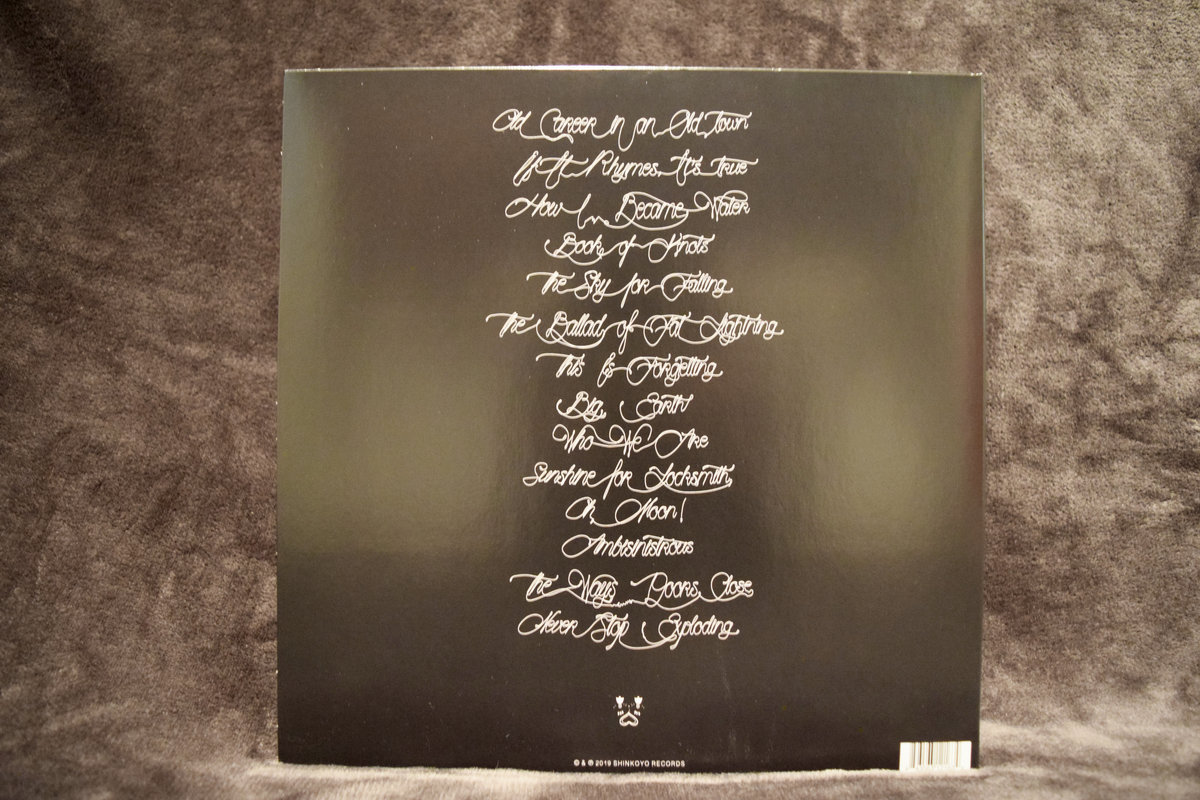 Old Career in an Old Town
If It Rhymes, It's True
How I Became Water
Book of Knots
The Sky for Falling
The Ballad of Fat Lightning
This Is Forgetting
Big Earth
Who We Are
Sunshine for Locksmith
Oh Moon!
Ambisinistrous
The Ways Doors Close
Never Stop Exploding
© & ℗ 2019 SHINKOYO RECORDS